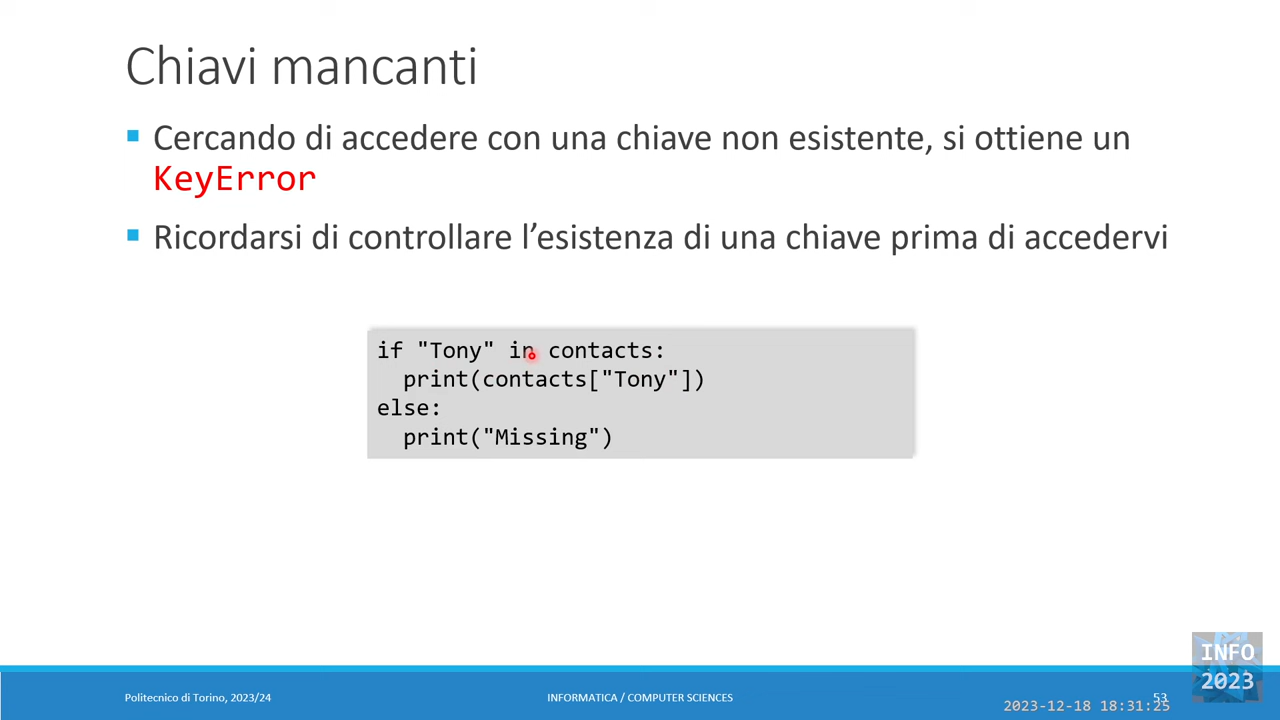 Chiavi mancanti
Cercando di accedere con una chiave non esistente, si ottiene un
KeyError
Ricordarsi di controllare l’esistenza di una chiave prima di accedervi
if "Tony" in contacts:
  print(contacts["Tony"])
else:
  print("Missing")
INFO
2023
Politecnico di Torino, 2023/24
INFORMATICA / COMPUTER SCIENCES
53
2023-12-18 18:31:25